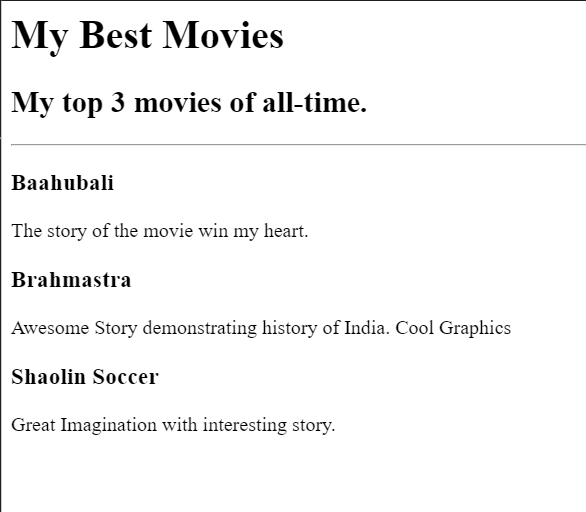 My Best Movies
My top 3 movies of all-time.
Baahubali
The story of the movie win my heart.
Brahmastra
Awesome Story demonstrating history of India. Cool Graphics
Shaolin Soccer
Great Imagination with interesting story.